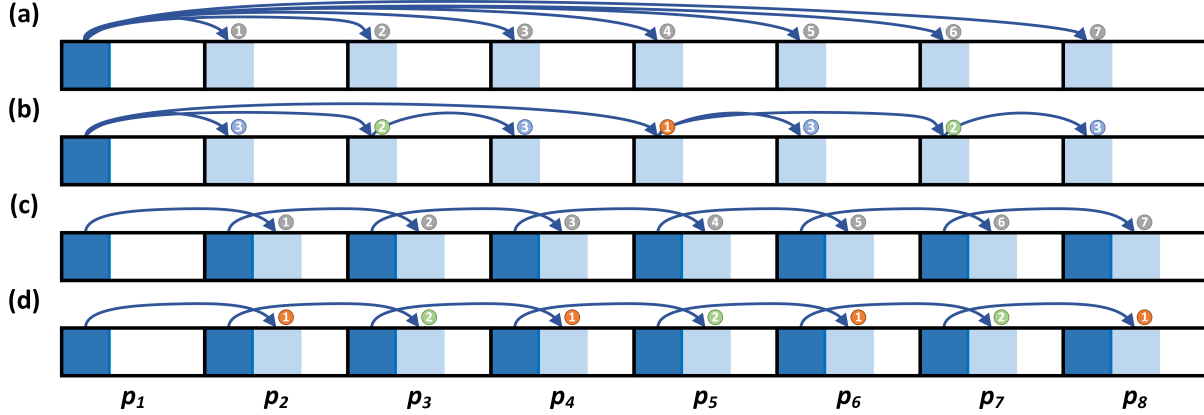 (a) 1 2 3 4 5 6 7
(b) 3 2 3 1 3 2 3
(c) 1 2 3 4 5 6 7
(d) 1 2 1 2 1 2 1
p1 p2 p3 p4 p5 p6 p7 p8